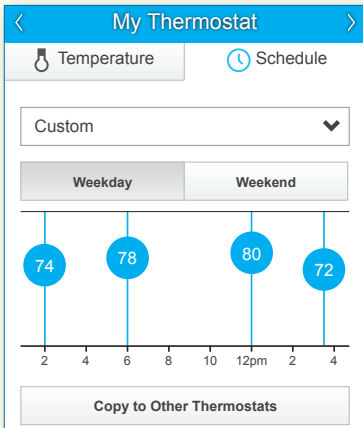 My Thermostat
Temperature
Schedule
Custom
Weekday
Weekend
74
78
80
72
2 4 6 8 10 12pm 2 4
Copy to Other Thermostats